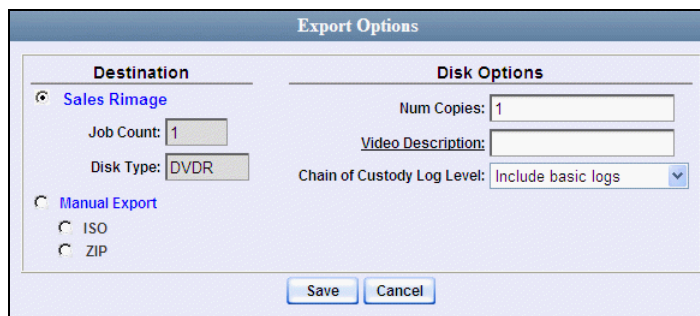 Export Options
Destination
Sales Rimage
Job Count: 1
Disk Type: DVDR
Manual Export
ISO
ZIP
Disk Options
Num Copies: 1
Video Description:
Chain of Custody Log Level: Include basic logs
Save
Cancel